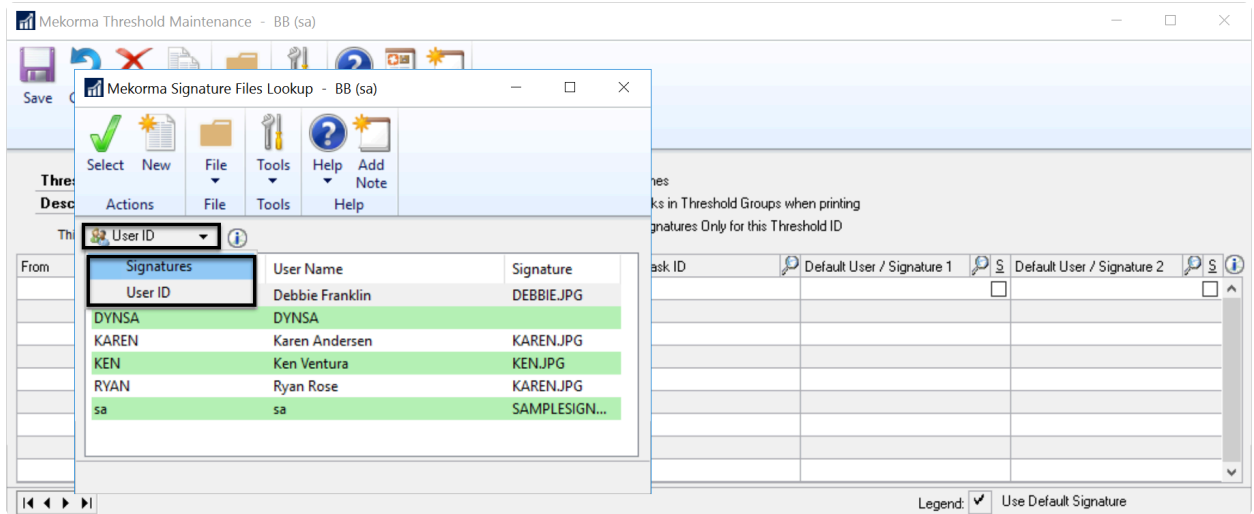 Mekorma Threshold Maintenance - BB (sa)
Save
Mekorma Signature Files Lookup - BB (sa)
Select New File Tools Help Add Note
Actions File Tools Help
User ID
Signatures
User ID
User Name Signature
Debbie Franklin DEBBIE.JPG
DYNSA DYNSA
KAREN Karen Andersen KAREN.JPG
KEN Ken Ventura KEN.JPG
RYAN Ryan Rose KAREN.JPG
sa sa SAMPLESIGN...
in Threshold Groups when printing
Only for this Threshold ID
From ID Default User / Signature 1 S Default User / Signature 2 S
Legend: Use Default Signature